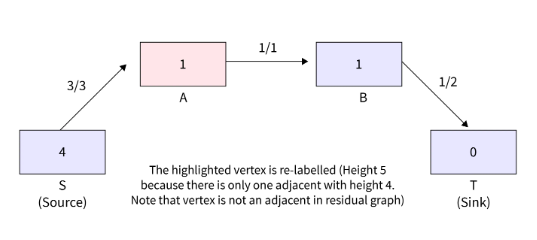 1/1
1
1
3/3
1/2
A
B
4
0
The highlighted vertex is re-labelled (Height 5
because there is only one adjacent with height 4.
Note that vertex is not an adjacent in residual graph)
S
(Source)
T
(Sink)